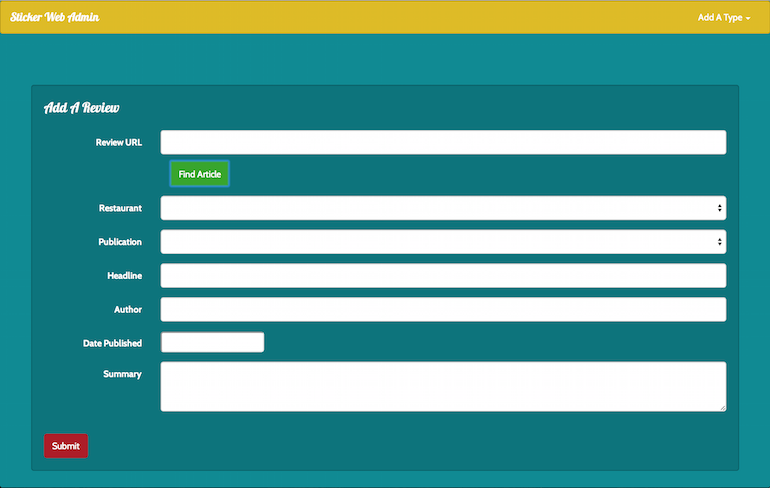 Sticker Web Admin
Add A Type
Add A Review
Review URL
Find Article
Restaurant
Publication
Headline
Author
Date Published
Summary
Submit